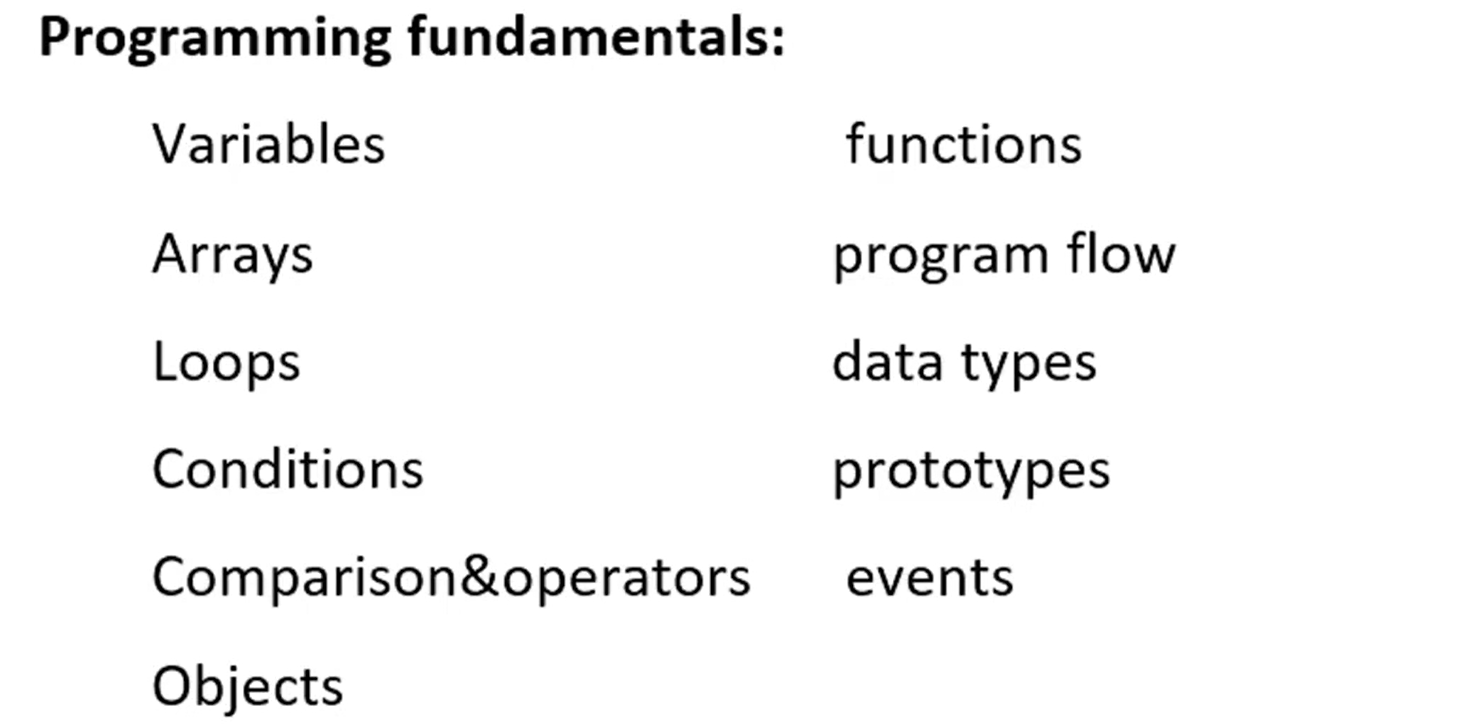 Programming fundamentals:
Variables functions
Arrays program flow
Loops data types
Conditions prototypes
Comparison&operators events
Objects